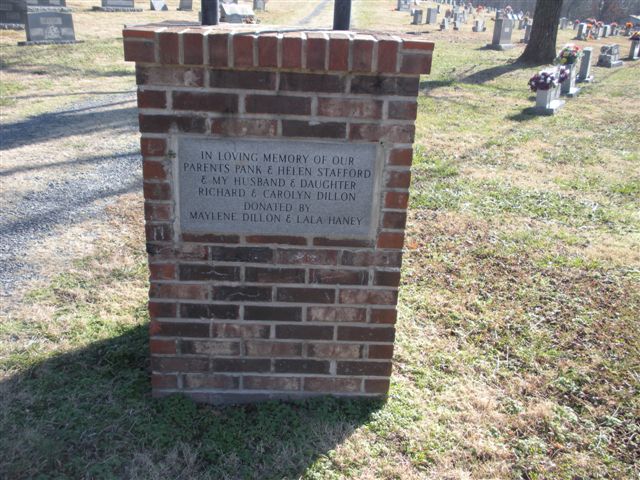 IN LOVING MEMORY OF OUR
PARENTS PANK & HELEN STAFFORD
& MY HUSBAND & DAUGHTER
RICHARD & CAROLYN DILLON
DONATED BY
MAYLENE DILLON & LALA HANEY